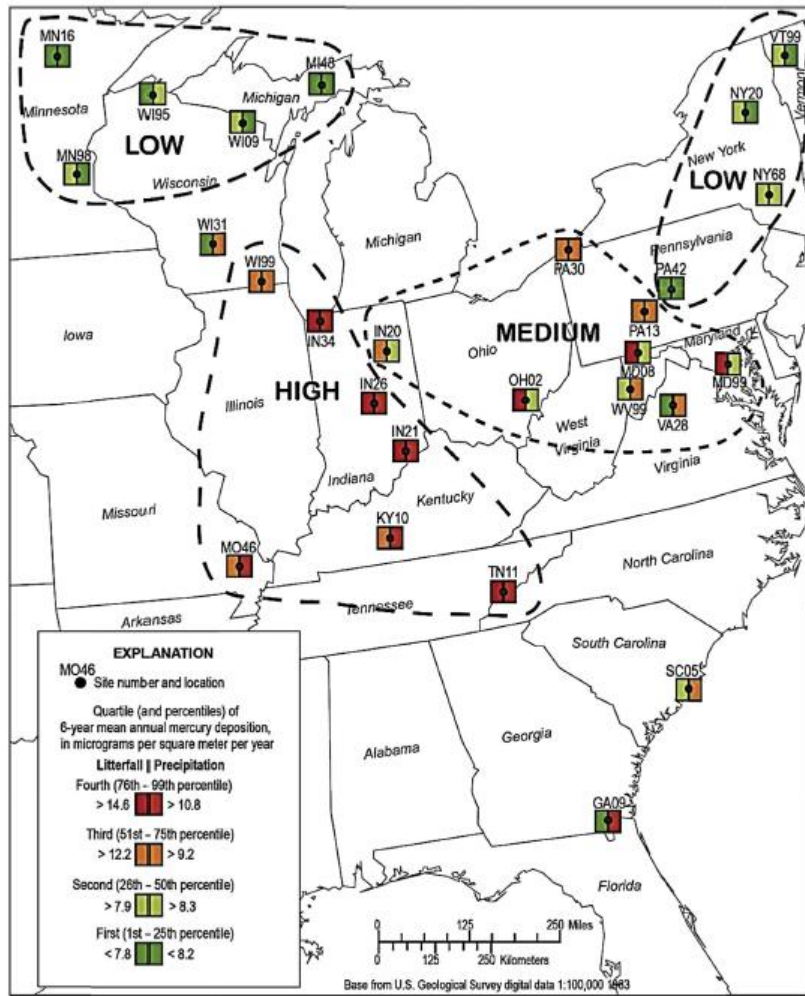 MN16
VT99
MI48
NY20
Minnesota
Michigan
Vermont
WI95
WI09
New York
LOW
LOW
MN98
NY68
Wisconsin
WI31
Michigan
Pennsylvania
WI99
PA30
PA42
Iowa
IN34
IN20
MEDIUM
PA13
Ohio
Maryland
MD08
MD99
HIGH
IN26
OH02
WV99
VA28
Illinois
West
Virginia
IN21
Virginia
Indiana
Kentucky
Missouri
KY10
MO46
North Carolina
TN11
Tennessee
Arkansas
South Carolina
EXPLANATION
MO46
Site number and location
SC05
Quartile (and percentiles) of
6-year mean annual mercury deposition,
in micrograms per square meter per year
Georgia
Alabama
Litterfall || Precipitation
Fourth (76th – 99th percentile)
> 14.6 > 10.8
GA09
Third (51st – 75th percentile)
> 12.2 > 9.2
Florida
Second (26th – 50th percentile)
> 7.9 > 8.3
0 125 250 Miles
First (1st – 25th percentile)
< 7.8 < 8.2
0 125 250 Kilometers
Base from U.S. Geological Survey digital data 1:100,000 1983